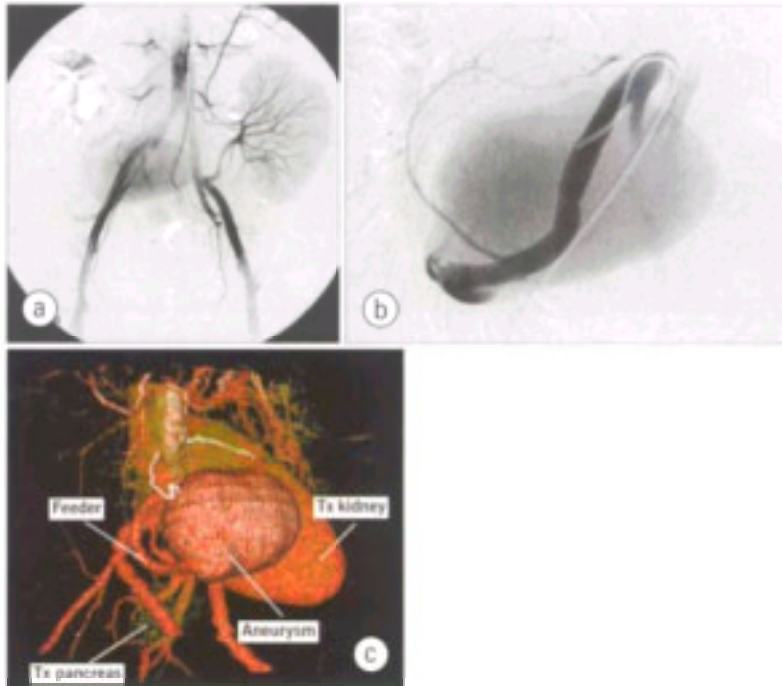 a
b
Feeder
Tx kidney
Aneurysm
Tx pancreas
c